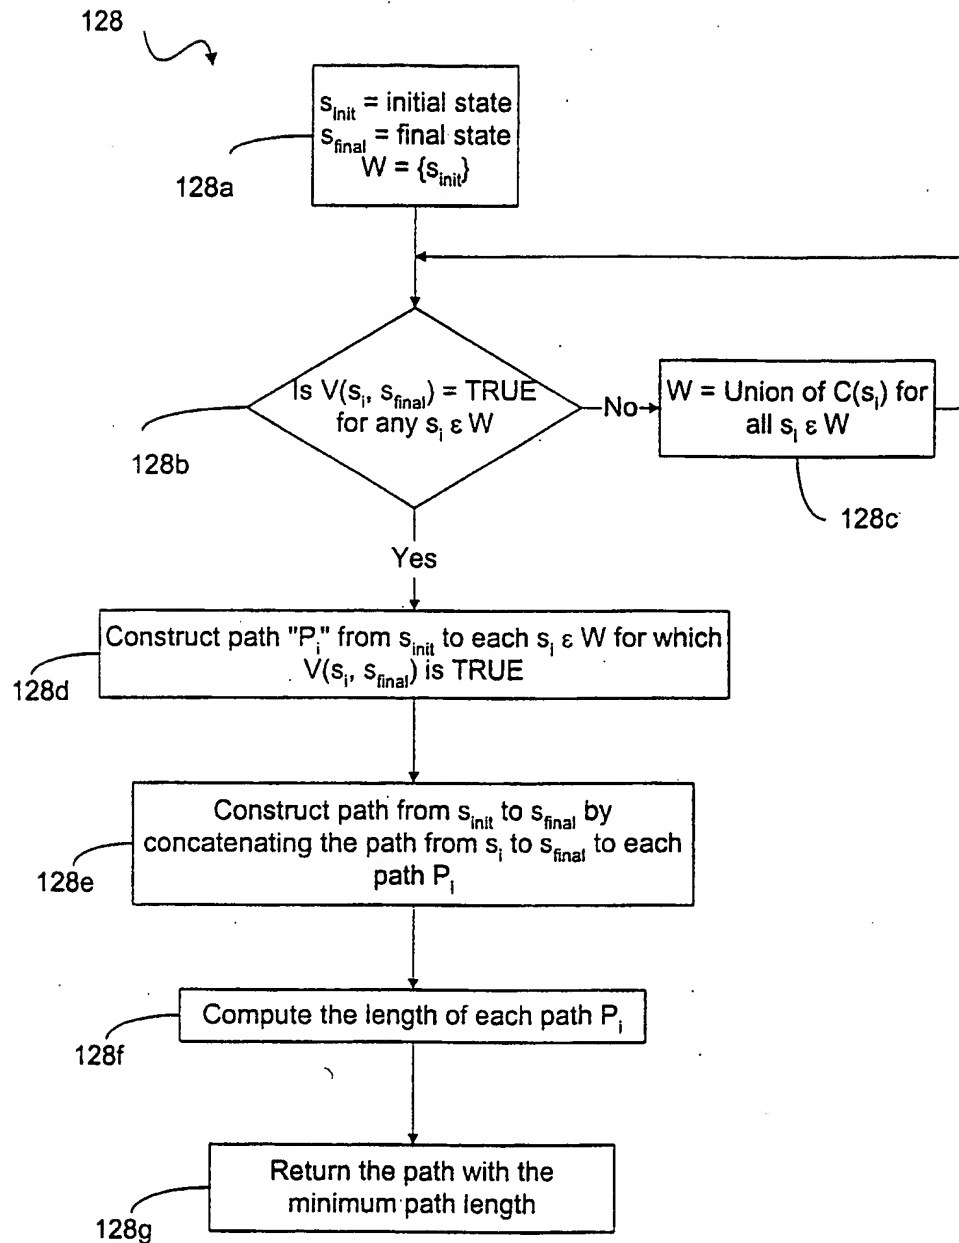 128
s_init = initial state
s_final = final state
W = {s_init}
128a
Is V(s_i, s_final) = TRUE
for any s_i ε W
128b
No
W = Union of C(s_i) for
all s_i ε W
128c
Yes
Construct path "P_i" from s_init to each s_i ε W for which
V(s_i, s_final) is TRUE
128d
Construct path from s_init to s_final by
concatenating the path from s_i to s_final to each
path P_i
128e
Compute the length of each path P_i
128f
Return the path with the
minimum path length
128g